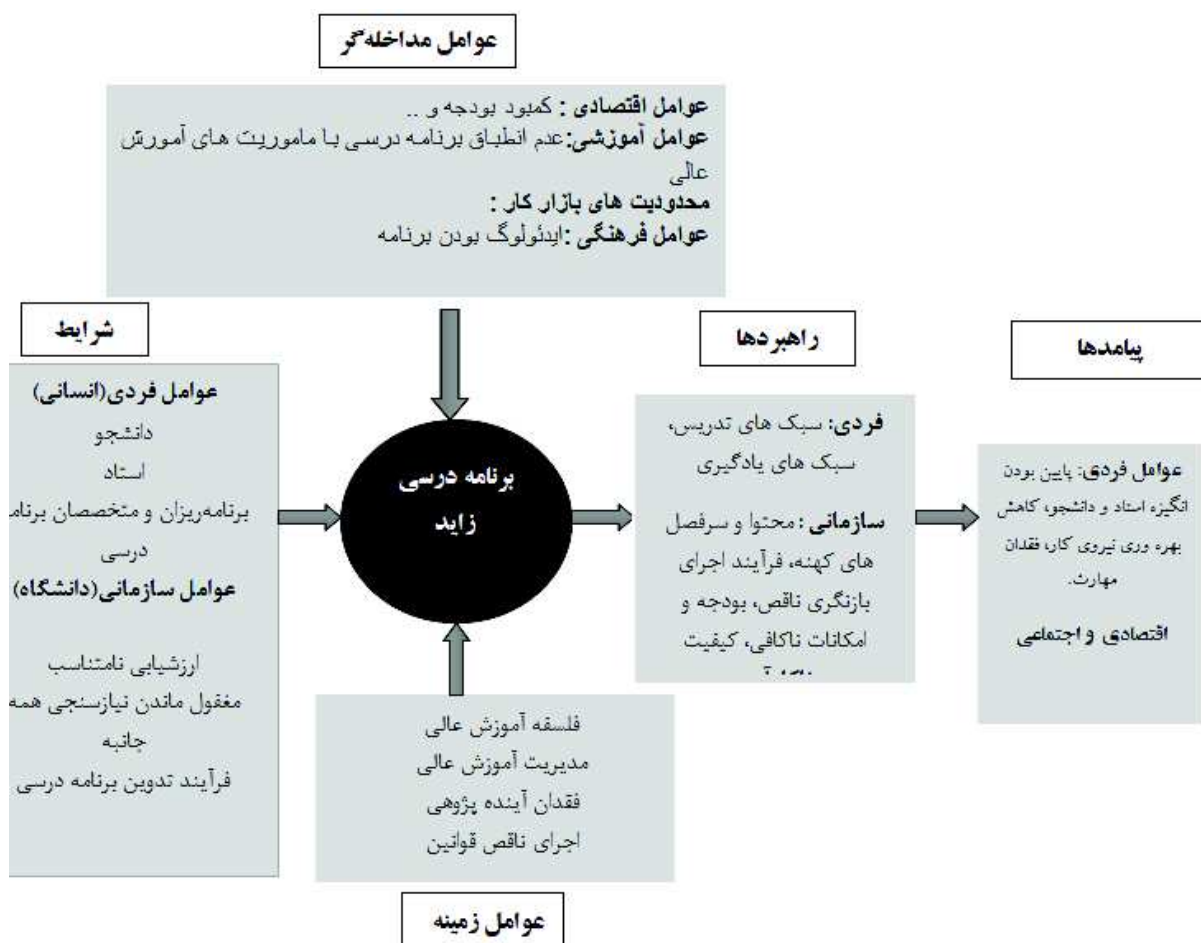 عوامل مداخله‌گر
عوامل اقتصادی : کمبود بودجه و ..
عوامل آموزشی:عدم انطباق برنامه درسی با ماموریت های آمورش
عالی
محدودیت های بازار کار :
عوامل فرهنگی :ایدئولوگ بودن برنامه
شرایط
عوامل فردی(انسانی)
دانشجو
استاد
برنامه‌ریزان و متخصصان
درسی
عوامل سازمانی(دانشگاه)
ارزشیابی نامتناسب
مغفول ماندن نیازسنجی همه
جانبه
فرآیند تدوین برنامه درسی
برنامه درسی
زاید
راهبردها
فردی: سبک های تدریس،
سبک های یادگیری
سازمانی : محتوا و سرفصل
های کهنه، فرآیند اجرای
بازنگری ناقص، بودجه و
امکانات ناکافی، کیفیت
پیامدها
عوامل فردی: پایین بودن
انگیزه استاد و دانشجو، کاهش
بهره وری نیروی کار، فقدان
مهارت.
اقتصادی و اجتماعی
فلسفه آموزش عالی
مدیریت آموزش عالی
فقدان آینده پژوهی
اجرای ناقص قوانین
عوامل زمینه